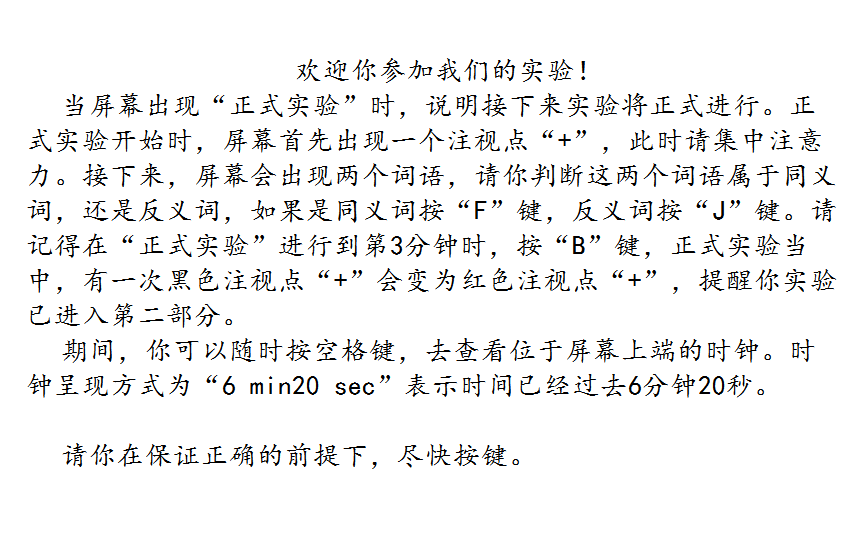 欢迎你参加我们的实验！
当屏幕出现“正式实验”时，说明接下来实验将正式进行。正
式实验开始时，屏幕首先出现一个注视点“+”，此时请集中注意
力。接下来，屏幕会出现两个词语，请你判断这两个词语属于同义
词，还是反义词，如果是同义词按“F”键，反义词按“J”键。请
记得在“正式实验”进行到第3分钟时，按“B”键，正式实验当
中，有一次黑色注视点“+”会变为红色注视点“+”，提醒你实验
已进入第二部分。
期间，你可以随时按空格键，去查看位于屏幕上端的时钟。时
钟呈现方式为“6 min20 sec”表示时间已经过去6分钟20秒。
请你在保证正确的前提下，尽快按键。